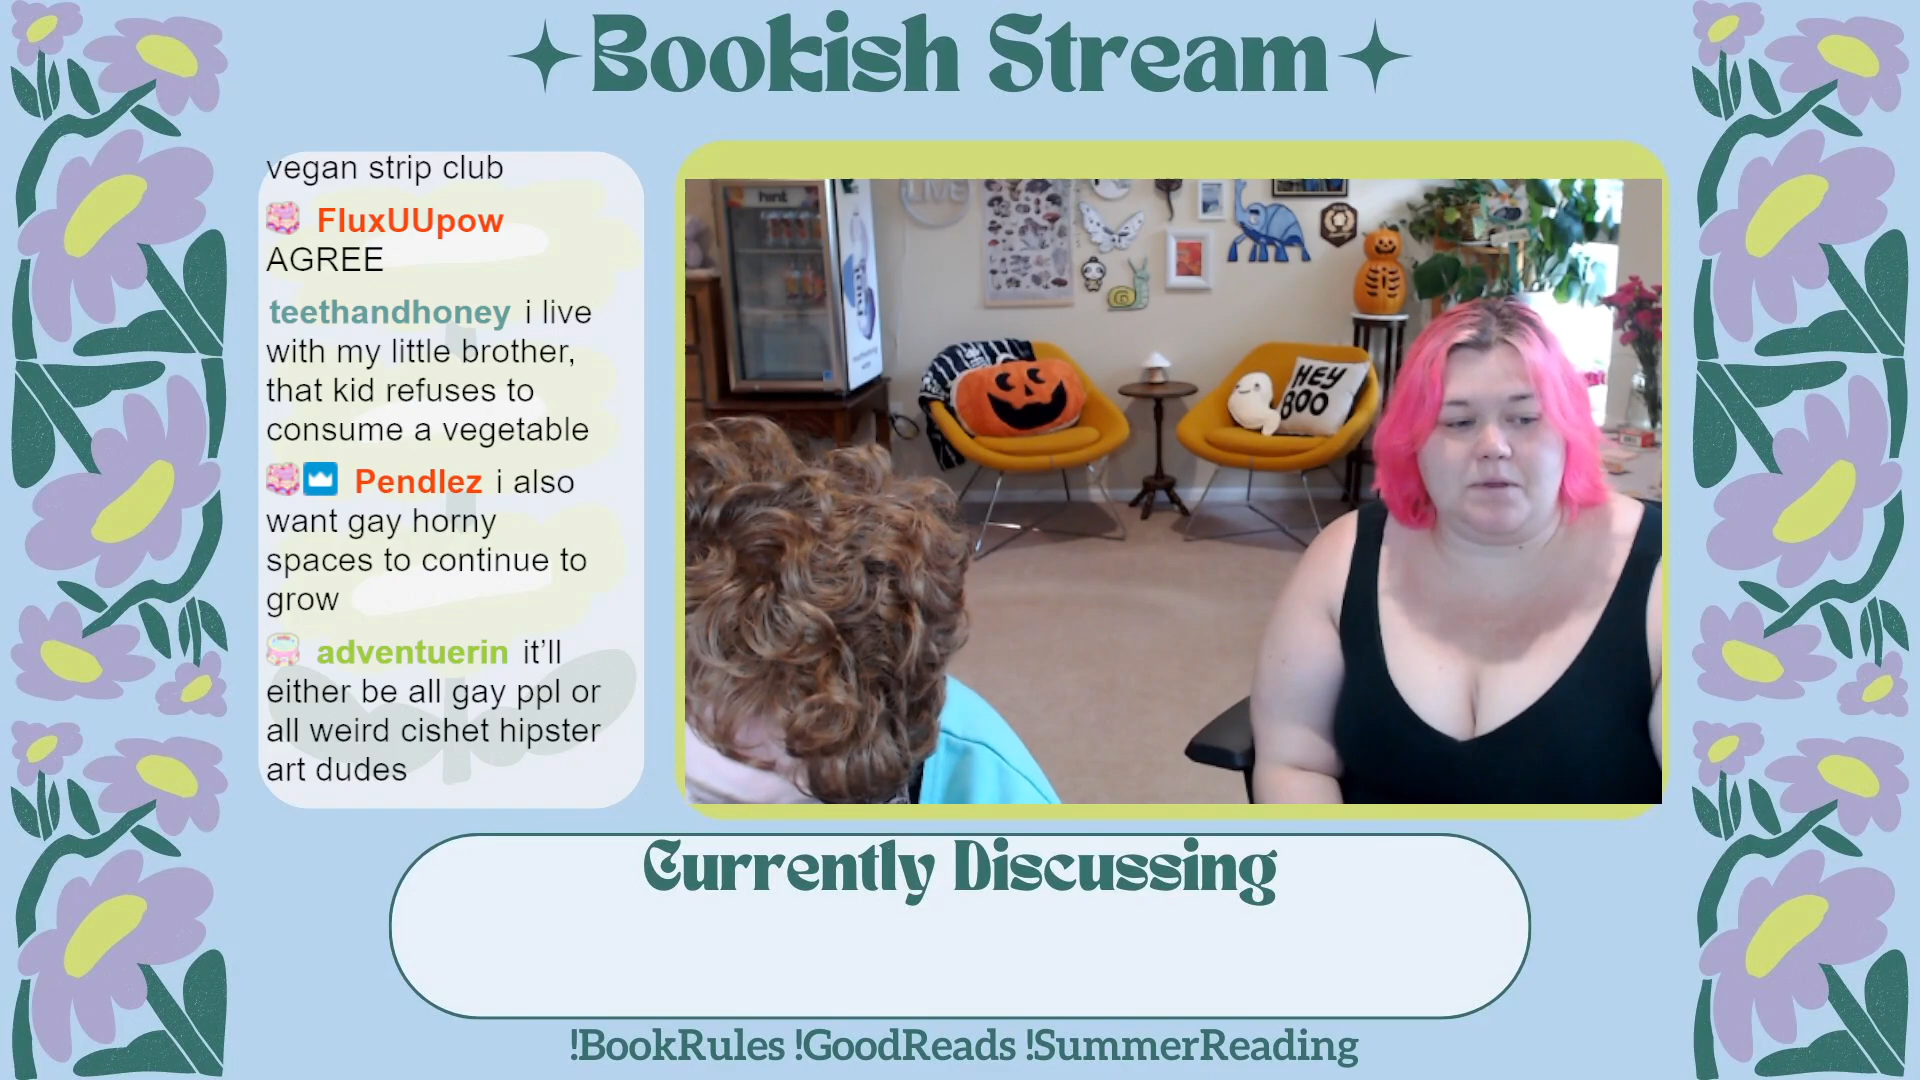 Bookish Stream
vegan strip club
FluxUUpow
AGREE
teethandhoney i live
with my little brother,
that kid refuses to
consume a vegetable
Pendlez i also
want gay horny
spaces to continue to
grow
adventuerin it’ll
either be all gay ppl or
all weird cishet hipster
art dudes
LIVE
hint
HEY
BOO
Currently Discussing
!BookRules !GoodReads !SummerReading